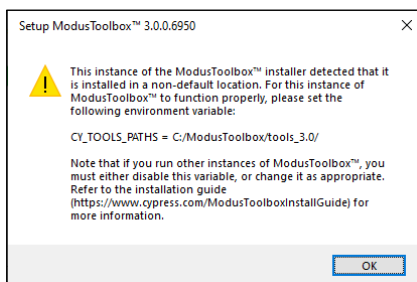 Setup ModusToolbox™ 3.0.0.6950
This instance of the ModusToolbox™ installer detected that it
is installed in a non-default location. For this instance of
ModusToolbox™ to function properly, please set the
following environment variable:
CY_TOOLS_PATHS = C:/ModusToolbox/tools_3.0/
Note that if you run other instances of ModusToolbox™, you
must either disable this variable, or change it as appropriate.
Refer to the installation guide
(https://www.cypress.com/ModusToolboxInstallGuide) for
more information.
OK